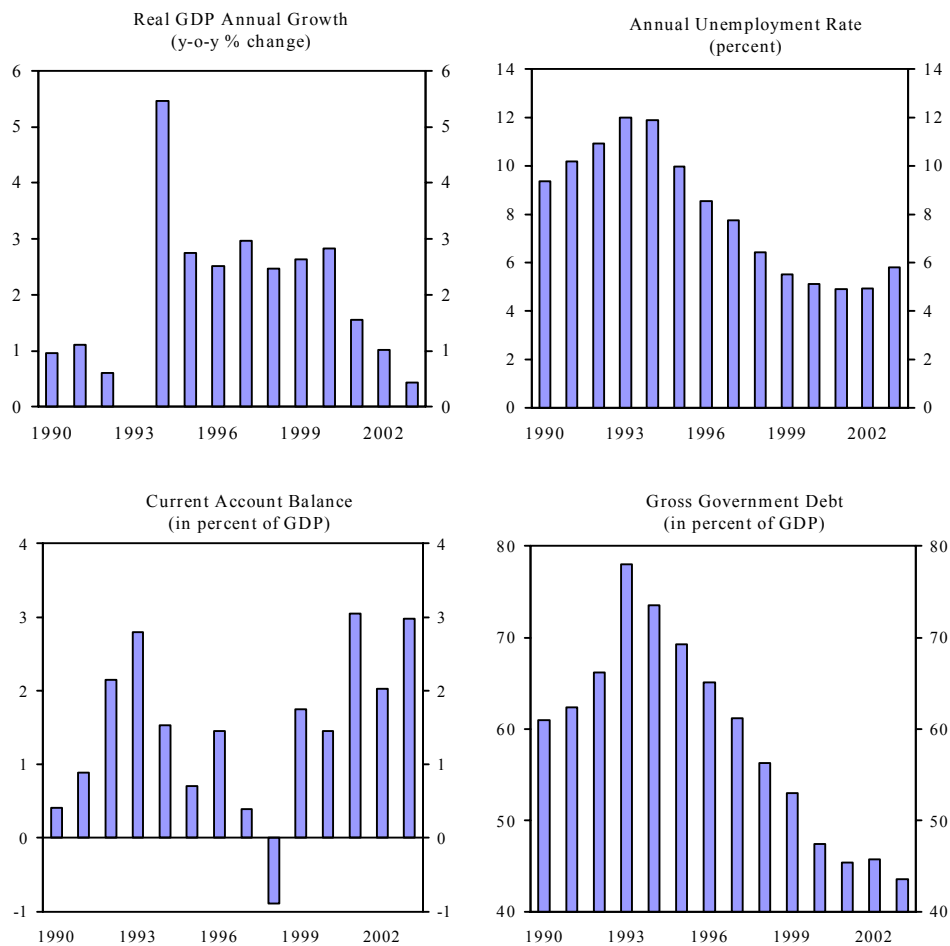 Real GDP Annual Growth
(y-o-y % change)
6 6
5 5
4 4
3 3
2 2
1 1
0 0
1990 1993 1996 1999 2002
Annual Unemployment Rate
(percent)
14 14
12 12
10 10
8 8
6 6
4 4
2 2
0 0
1990 1993 1996 1999 2002
Current Account Balance
(in percent of GDP)
4 4
3 3
2 2
1 1
0 0
-1 -1
1990 1993 1996 1999 2002
Gross Government Debt
(in percent of GDP)
80 80
70 70
60 60
50 50
40 40
1990 1993 1996 1999 2002